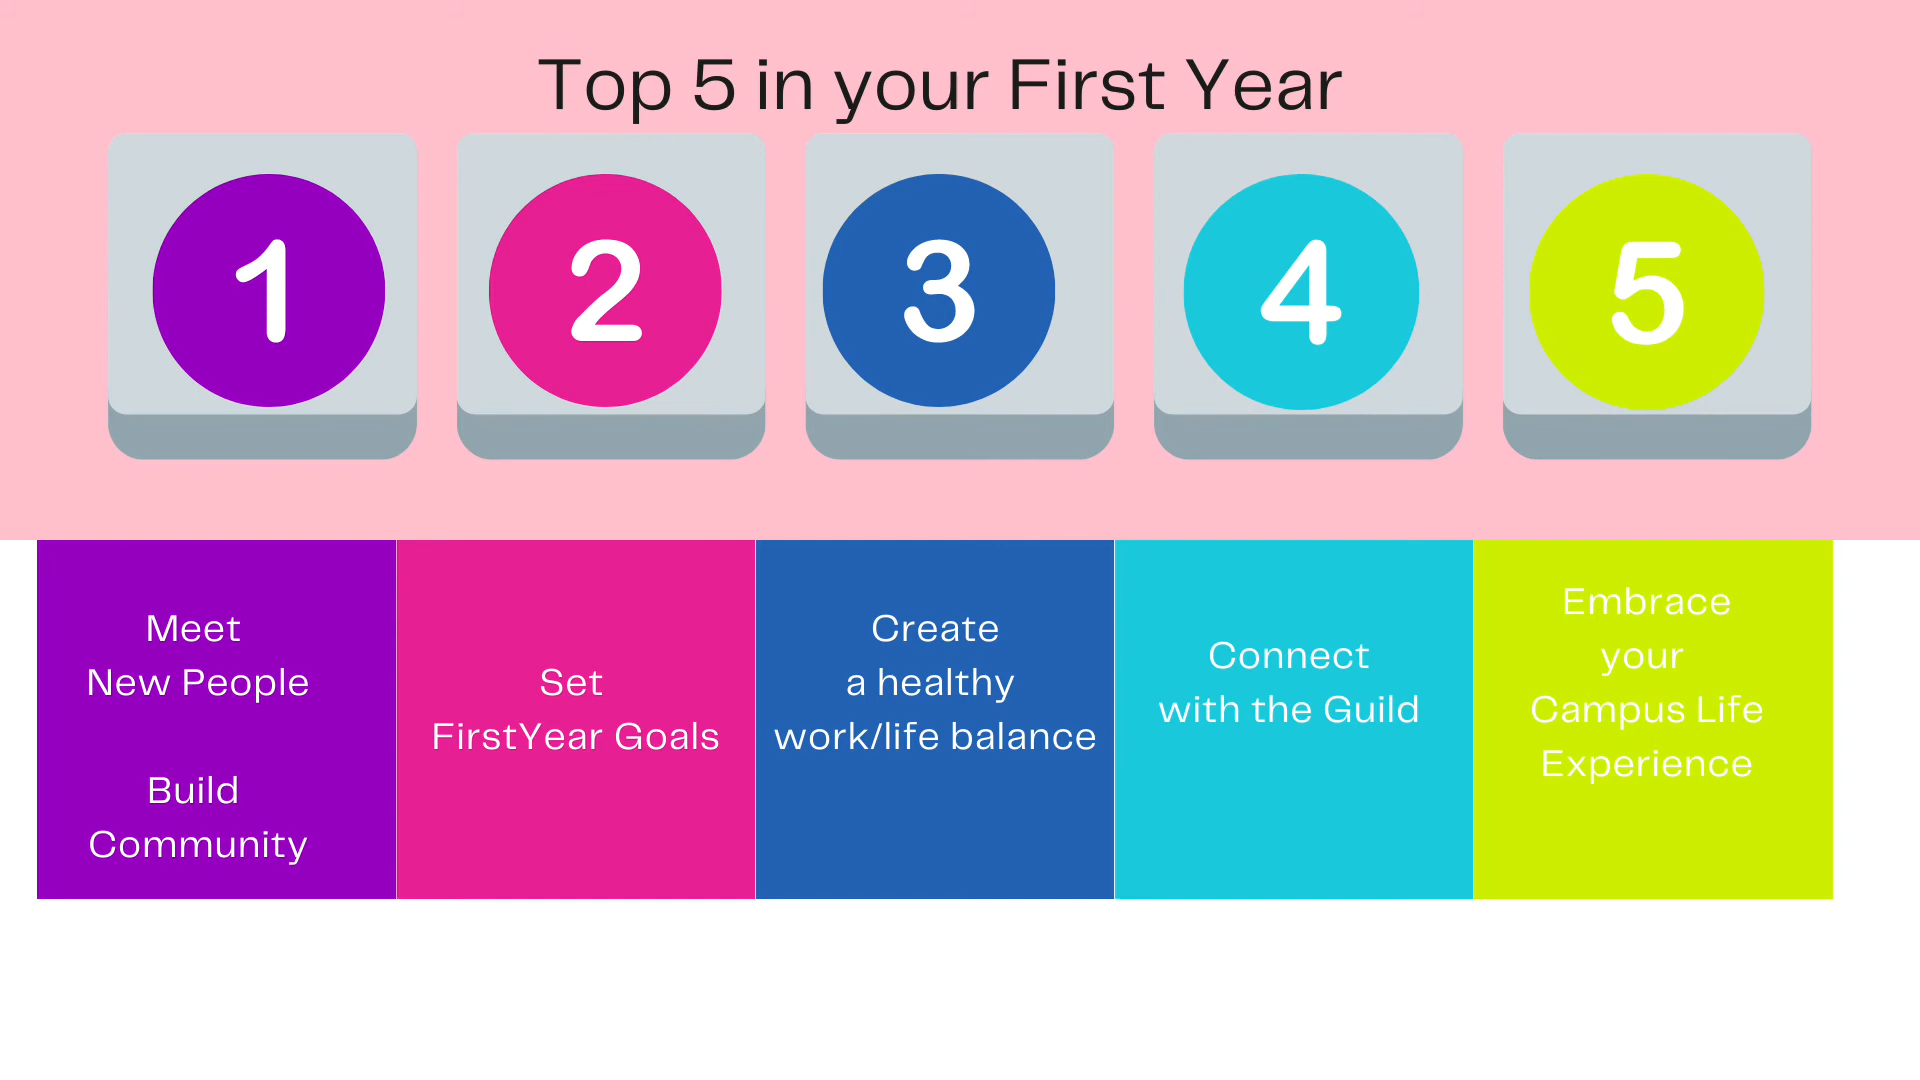 Top 5 in your First Year
1
2
3
4
5
Meet
New People
Build
Community
Set
FirstYear Goals
Create
a healthy
work/life balance
Connect
with the Guild
Embrace
your
Campus Life
Experience